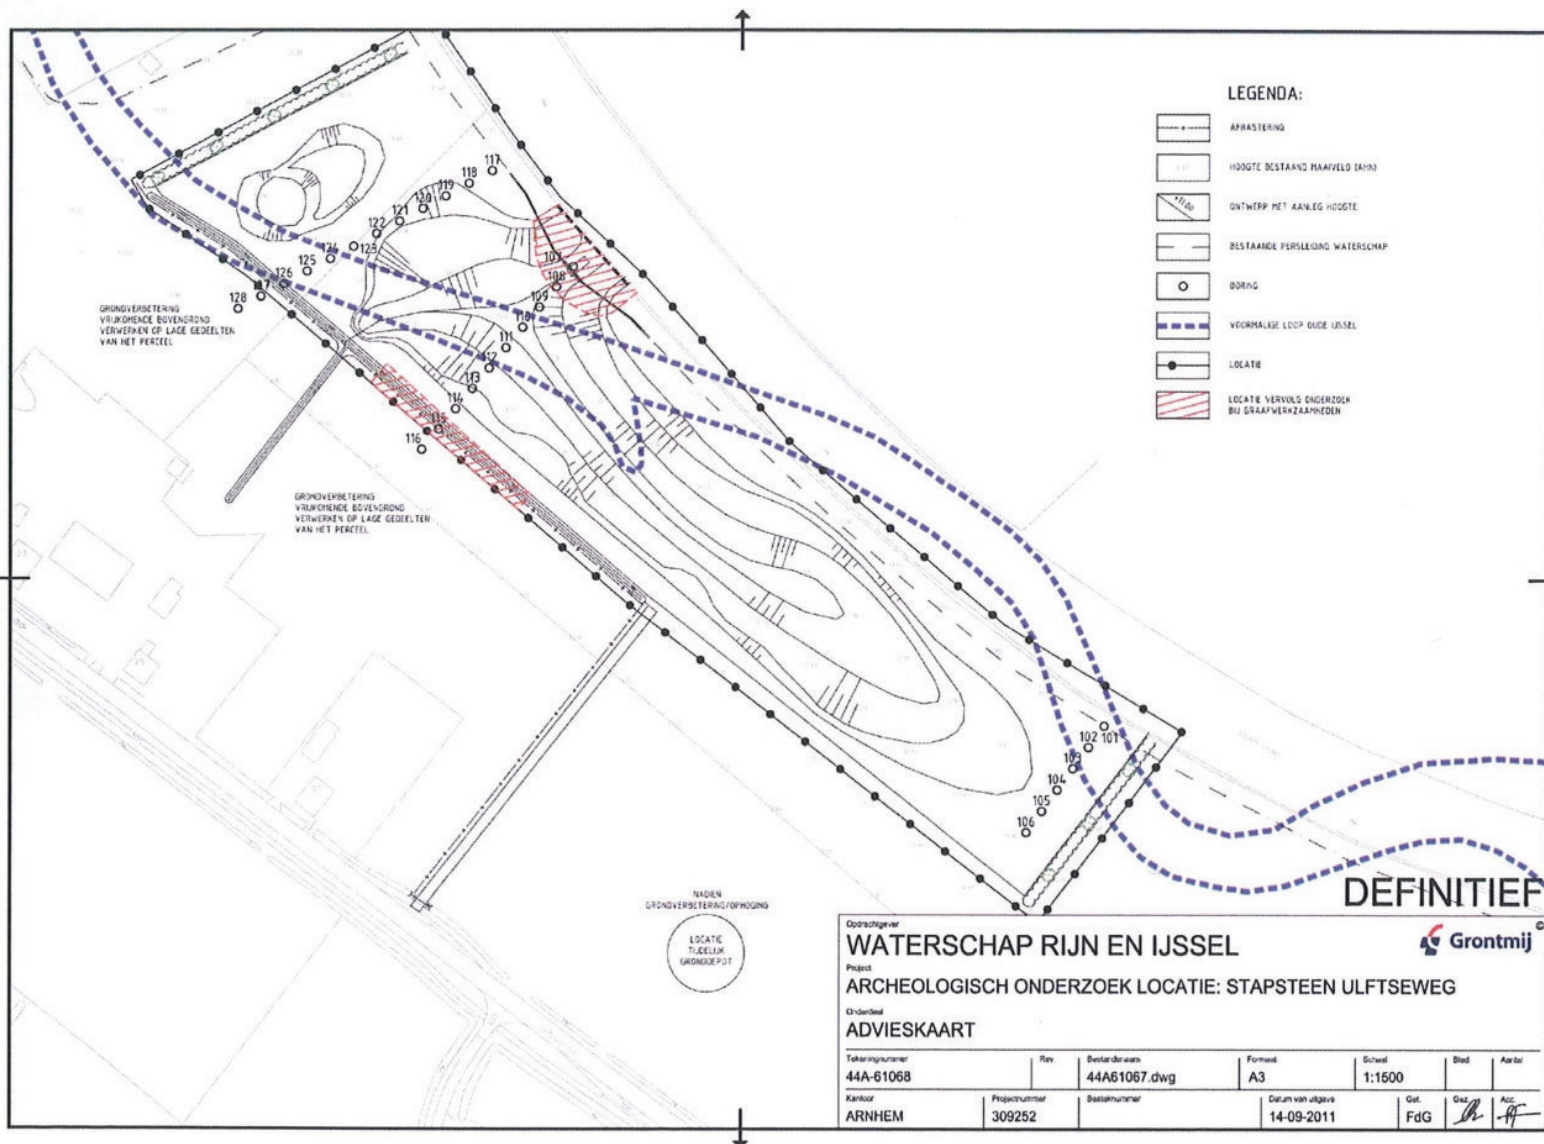 LEGENDA:
AFRASTERING
HOOGTE BESTAAND MAAIVELD (AHN)
+11.00
ONTWERP MET AANLEG HOOGTE
BESTAANDE PERSLEIDING WATERSCHAP
BORING
VOORMALIGE LOOP OUDE IJSSEL
LOCATIE
LOCATIE VERVOLG ONDERZOEK
BIJ GRAAFWERKZAAMHEDEN
117
118
119
120
121
122
123
124
125
126
127
128
107
108
109
110
111
112
113
114
115
116
GRONDVERBETERING
VRIJKOMENDE BOVENGROND
VERWERKEN OP LAGE GEDEELTEN
VAN HET PERCEEL
GRONDVERBETERING
VRIJKOMENDE BOVENGROND
VERWERKEN OP LAGE GEDEELTEN
VAN HET PERCEEL
101
102
103
104
105
106
NADIEN
GRONDVERBETERING/OPHOGING
LOCATIE
TIJDELIJK
GRONDDEPOT
DEFINITIEF
Opdrachtgever
WATERSCHAP RIJN EN IJSSEL
Grontmij ©
Project
ARCHEOLOGISCH ONDERZOEK LOCATIE: STAPSTEEN ULFTSEWEG
Onderdeel
ADVIESKAART
Tekeningnummer Rev Bestandsnaam Formaat Schaal Blad Aantal
44A-61068 44A61067.dwg A3 1:1500
Kantoor Projectnummer Besteknummer Datum van uitgave Get. Gez. Acc.
ARNHEM 309252 14-09-2011 FdG